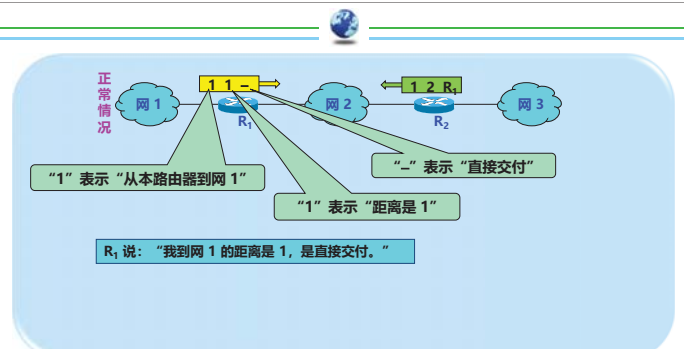 正常情况
网 1
1 1 –
网 2
1 2 R₁
网 3
R₁
R₂
“–”表示“直接交付”
“1”表示“从本路由器到网 1”
“1”表示“距离是 1”
R₁ 说：“我到网 1 的距离是 1，是直接交付。”